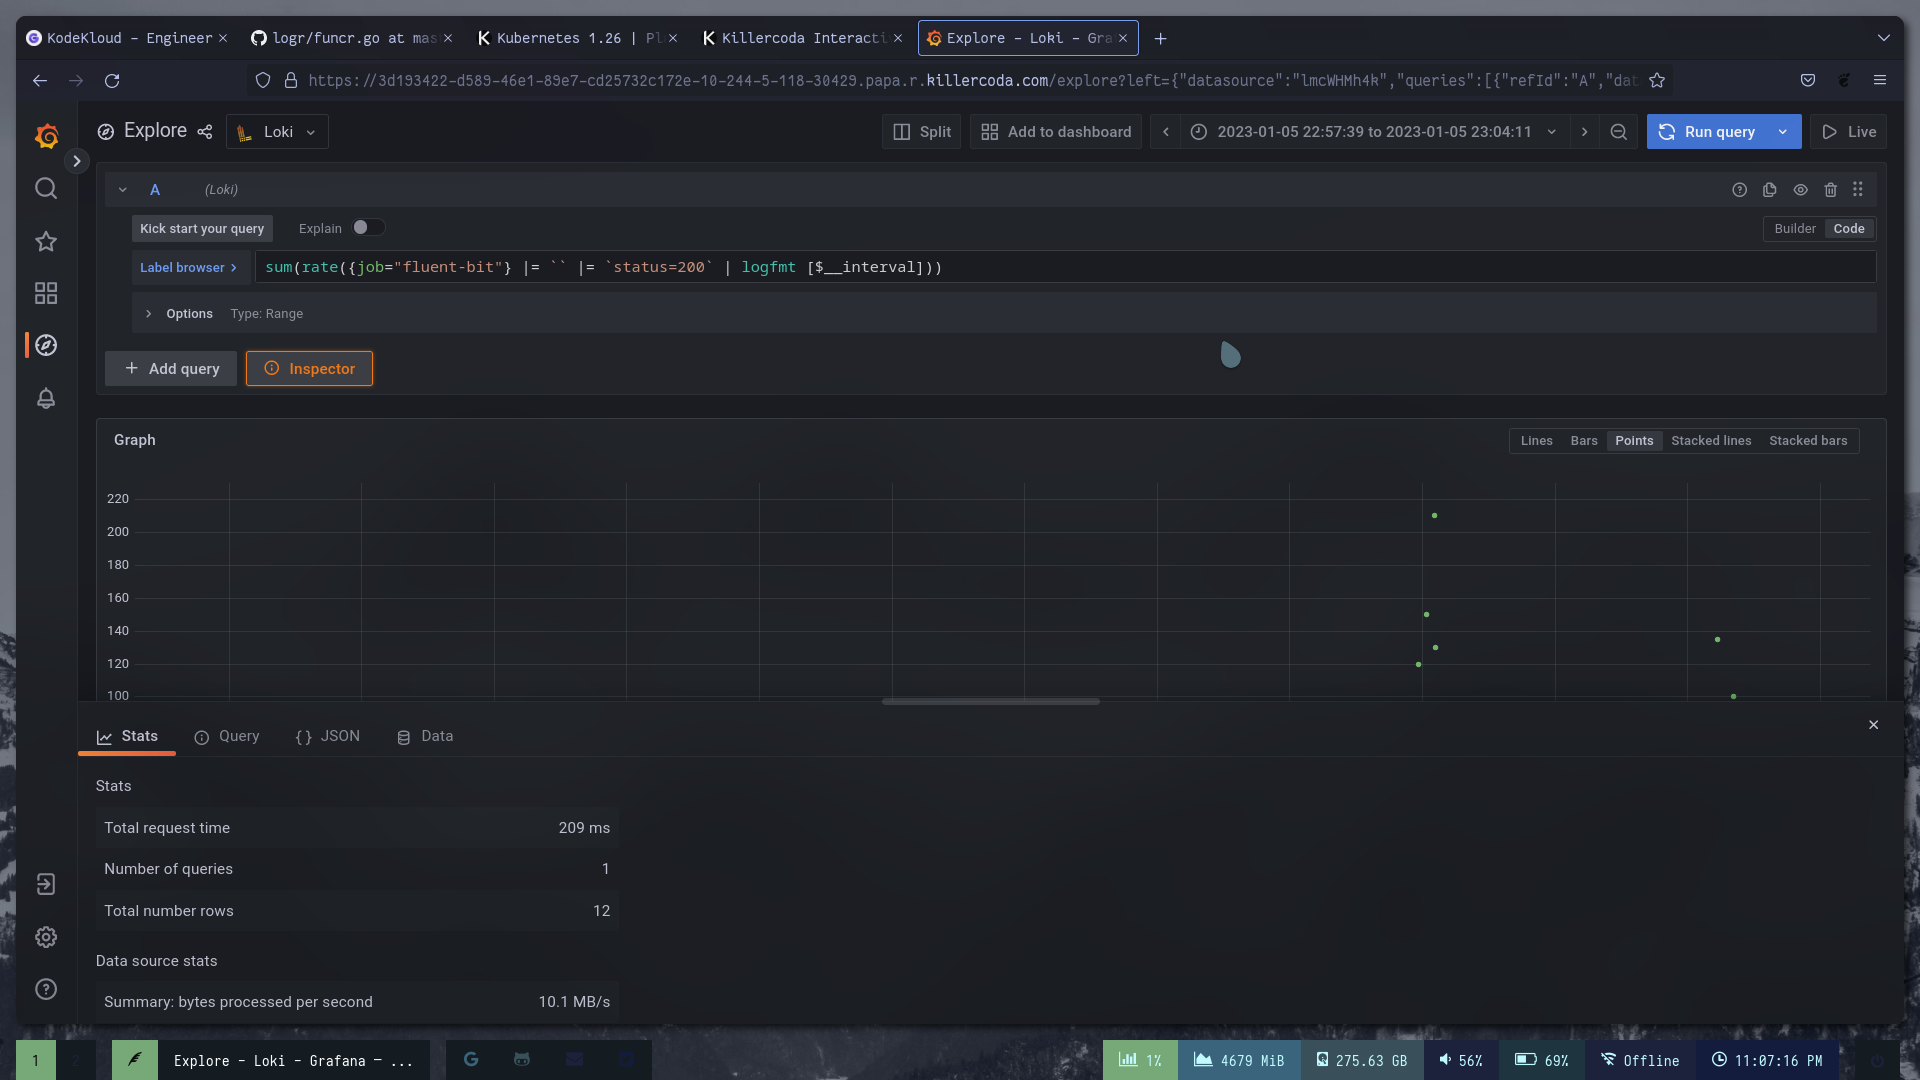 KodeKloud - Engineer
logr/funcr.go at mas
Kubernetes 1.26 | Pl
Killercoda Interacti
Explore - Loki - Gra
https://3d193422-d589-46e1-89e7-cd25732c172e-10-244-5-118-30429.papa.r.killercoda.com/explore?left={"datasource":"lmcWHMh4k","queries":[{"refId":"A","dat
Explore
Loki
Split
Add to dashboard
2023-01-05 22:57:39 to 2023-01-05 23:04:11
Run query
Live
A
(Loki)
Kick start your query
Explain
Builder
Code
Label browser
sum(rate({job="fluent-bit"} |= `` |= `status=200` | logfmt [$__interval]))
Options
Type: Range
+ Add query
Inspector
Graph
Lines
Bars
Points
Stacked lines
Stacked bars
220
200
180
160
140
120
100
Stats
Query
{} JSON
Data
Stats
Total request time 209 ms
Number of queries 1
Total number rows 12
Data source stats
Summary: bytes processed per second 10.1 MB/s
1
2
Explore - Loki - Grafana — ...
1%
4679 MiB
275.63 GB
56%
69%
Offline
11:07:16 PM